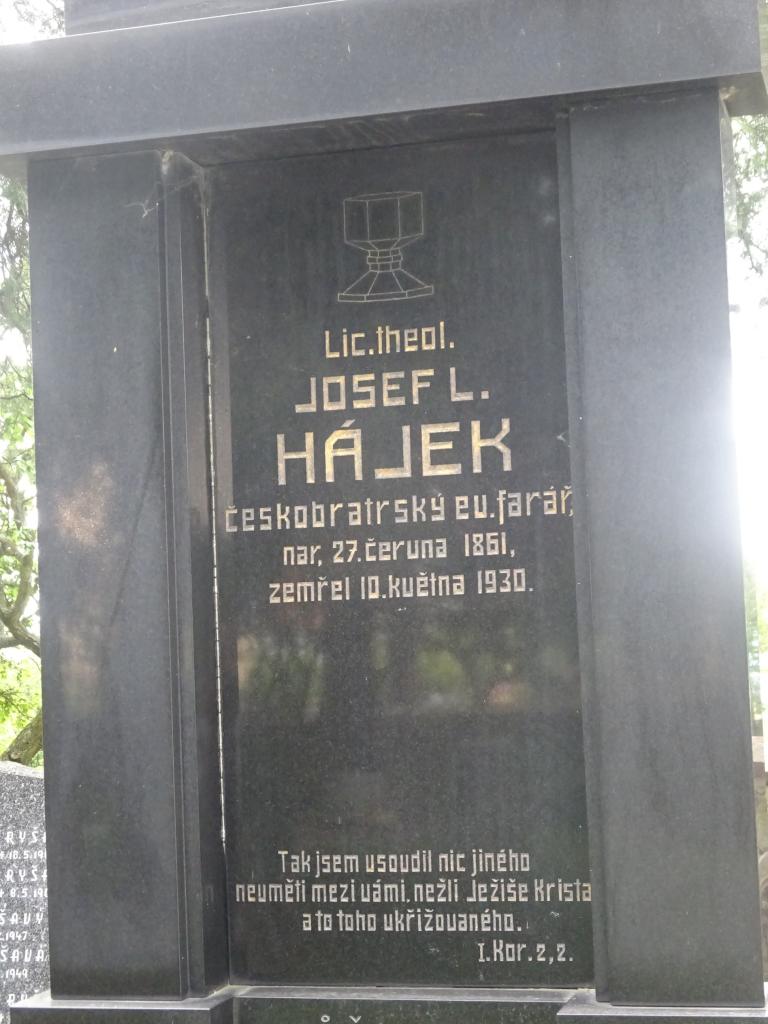 Lic.theol.
JOSEF L.
HÁJEK
českobratrský ev.farář,
nar, 27.června 1861,
zemřel 10.května 1930.
Tak jsem usoudil nic jiného
neuměti mezi vámi, nežli Ježiše Krista
a to toho ukřižovaného.
I.Kor. 2,2.